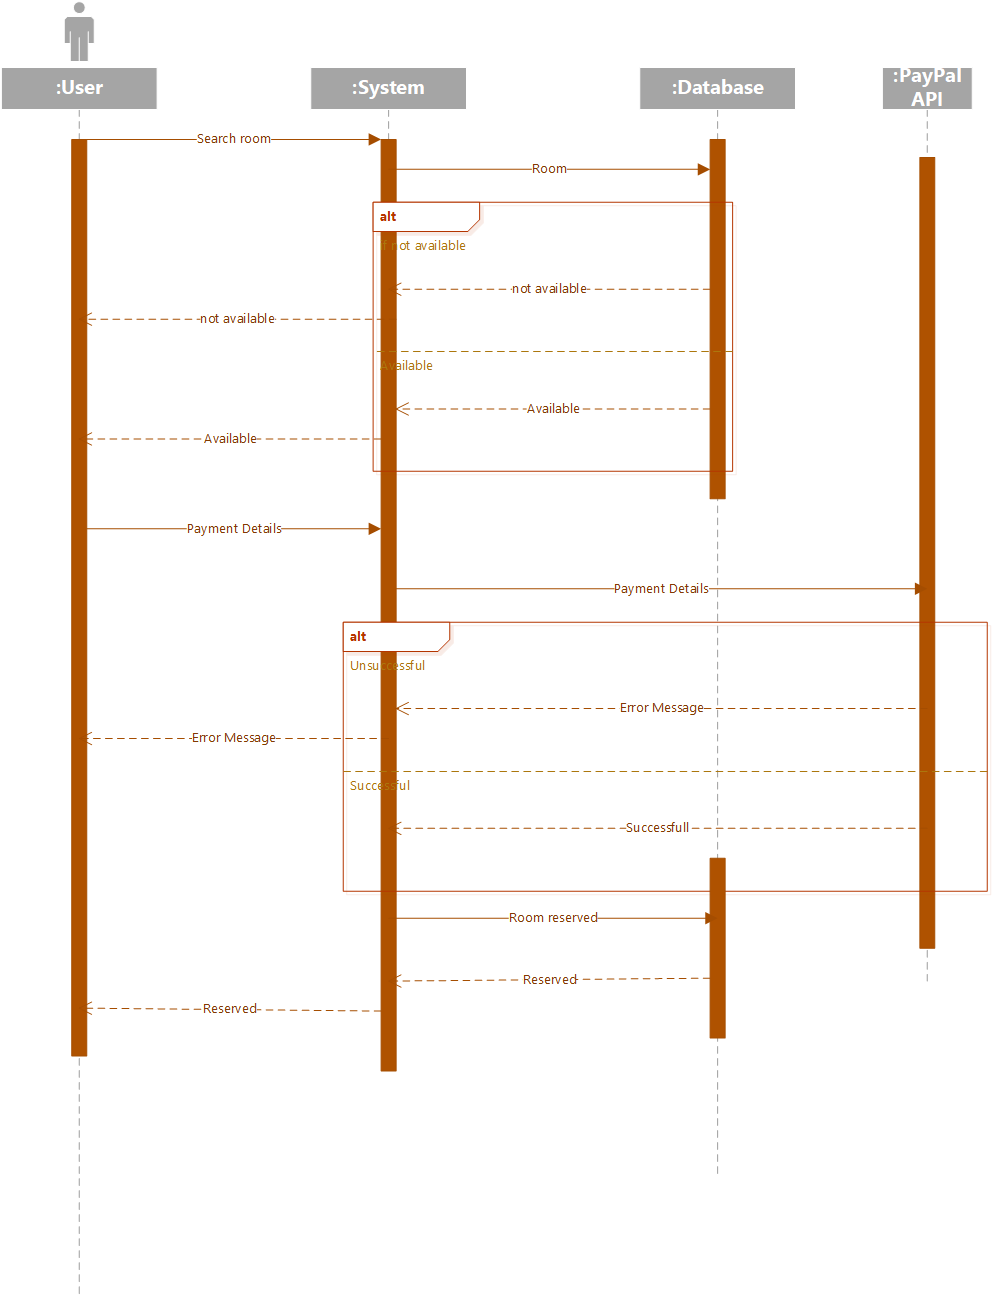 :User
:System
:Database
:PayPal
API
Search room
Room
alt
if not available
not available
not available
Available
Available
Available
Payment Details
Payment Details
alt
Unsuccessful
Error Message
Error Message
Successful
Successfull
Room reserved
Reserved
Reserved